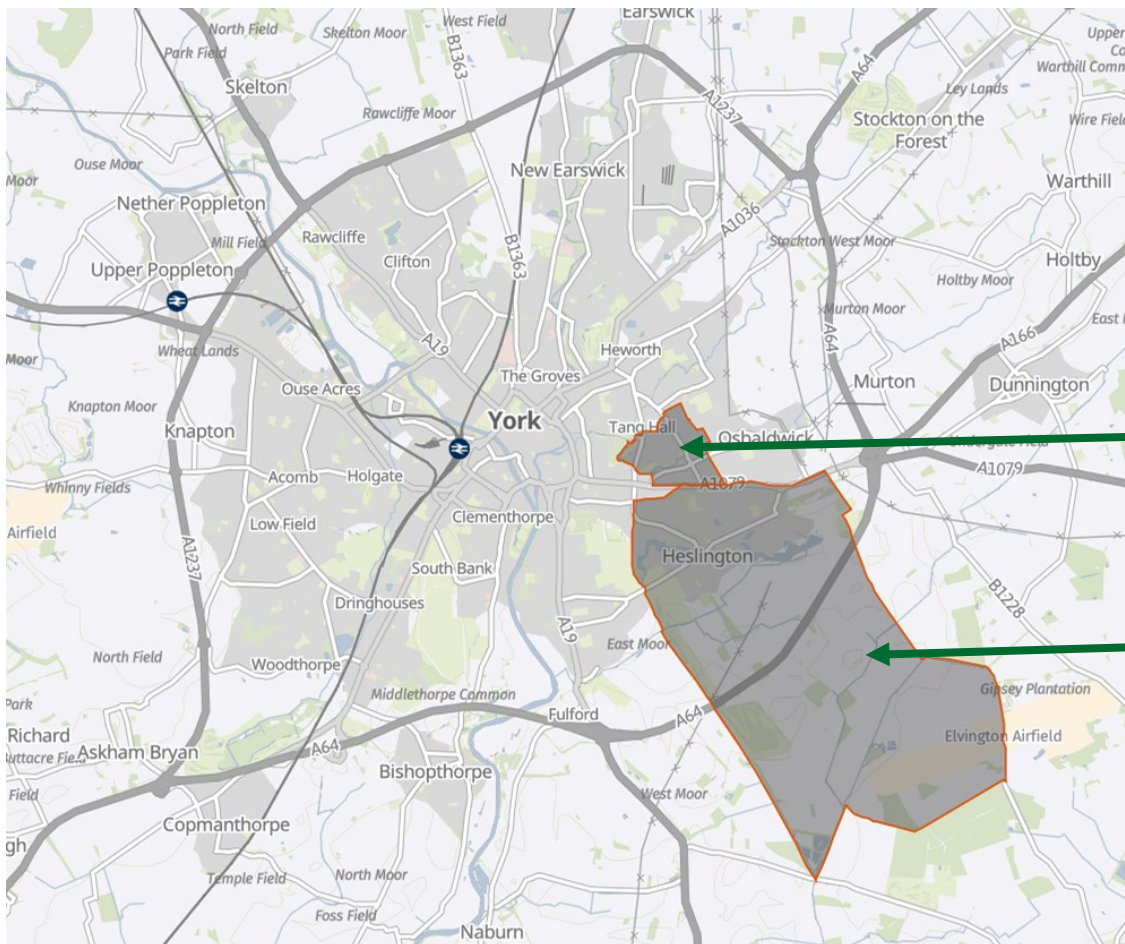 Earswick
West Field
North Field
Skelton Moor
Park Field
B1363
A64
Upper
Warthill Comm
Skelton
Ley Lands
A1237
Rawcliffe Moor
Stockton on the
Forest
Wire Field
Ouse Moor
Moor
New Earswick
Warthill
Nether Poppleton
A1036
Rawcliffe
Mill Field
B1363
Stockton West Moor
Clifton
Holtby
Upper Poppleton
Holtby Moor
Murton Moor
East
A64
A19
A166
Heworth
Wheat Lands
Moor
The Groves
Murton
Dunnington
Ouse Acres
Knapton Moor
York
Tang Hall
Knapton
Osbaldwick
Undergate Field
A1079
Acomb
Holgate
A1079
Whinny Fields
Clementhorpe
Low Field
Airfield
Heslington
A1237
South Bank
B1228
Dringhouses
A19
East Moor
North Field
Woodthorpe
Middlethorpe Common
Gipsey Plantation
Park
A64
Fulford
Richard
Elvington Airfield
A64
Askham Bryan
uttacre Field
Bishopthorpe
West Moor
Field
Copmanthorpe
gh
North Moor
Temple Field
Foss Field
Naburn